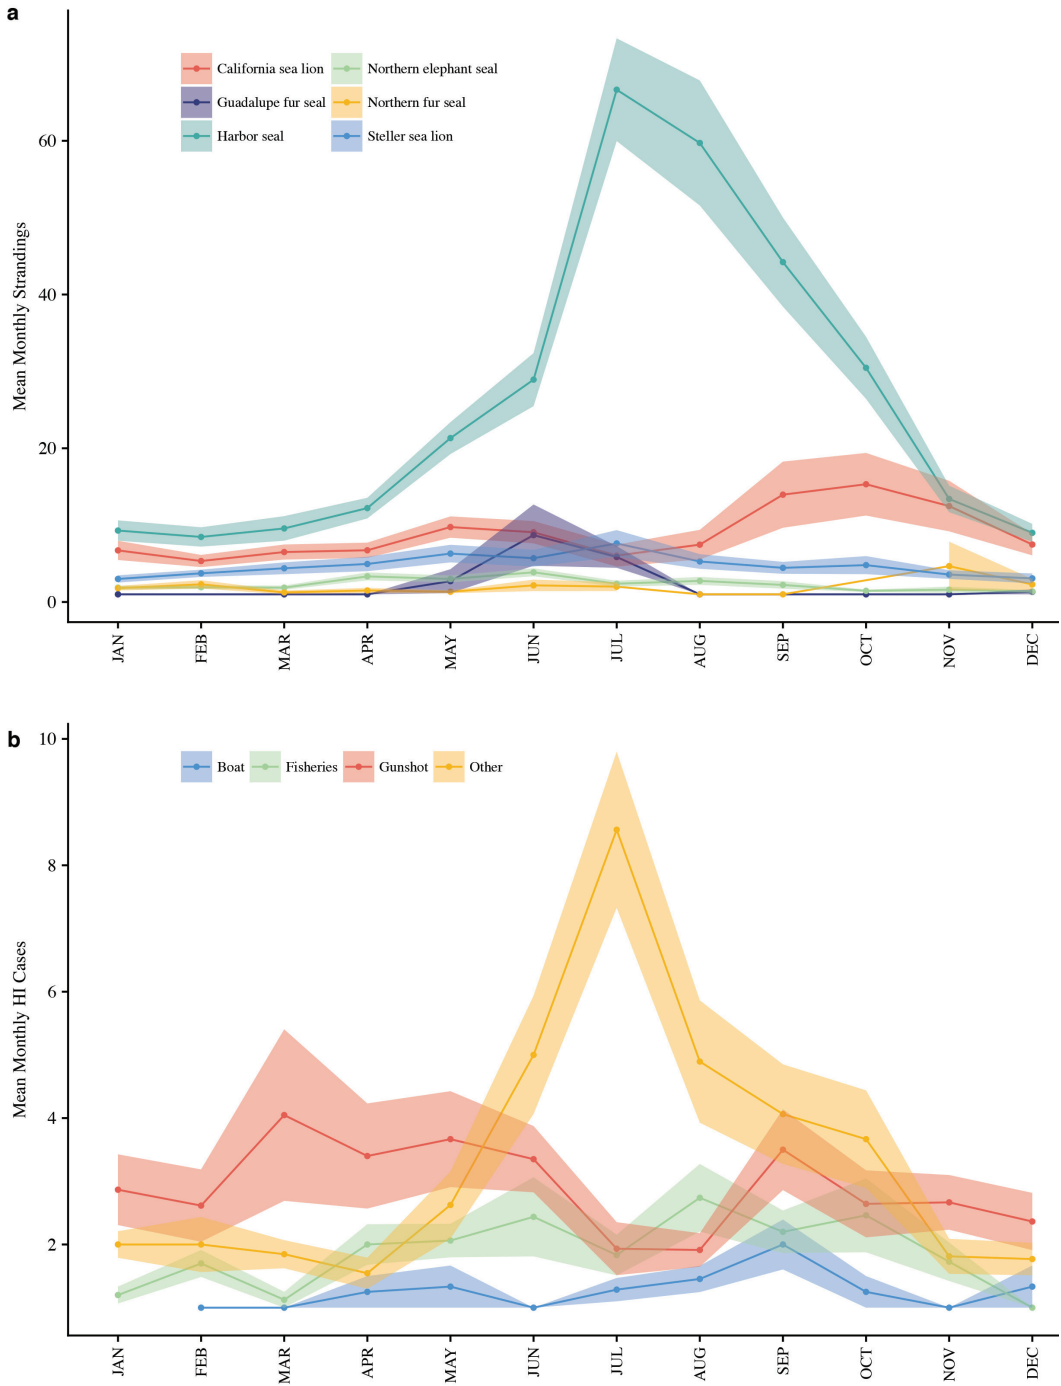 a
California sea lion Northern elephant seal
Guadalupe fur seal Northern fur seal
Harbor seal Steller sea lion
Mean Monthly Strandings
60
40
20
0
JAN FEB MAR APR MAY JUN JUL AUG SEP OCT NOV DEC
b
Boat Fisheries Gunshot Other
Mean Monthly HI Cases
10
8
6
4
2
JAN FEB MAR APR MAY JUN JUL AUG SEP OCT NOV DEC